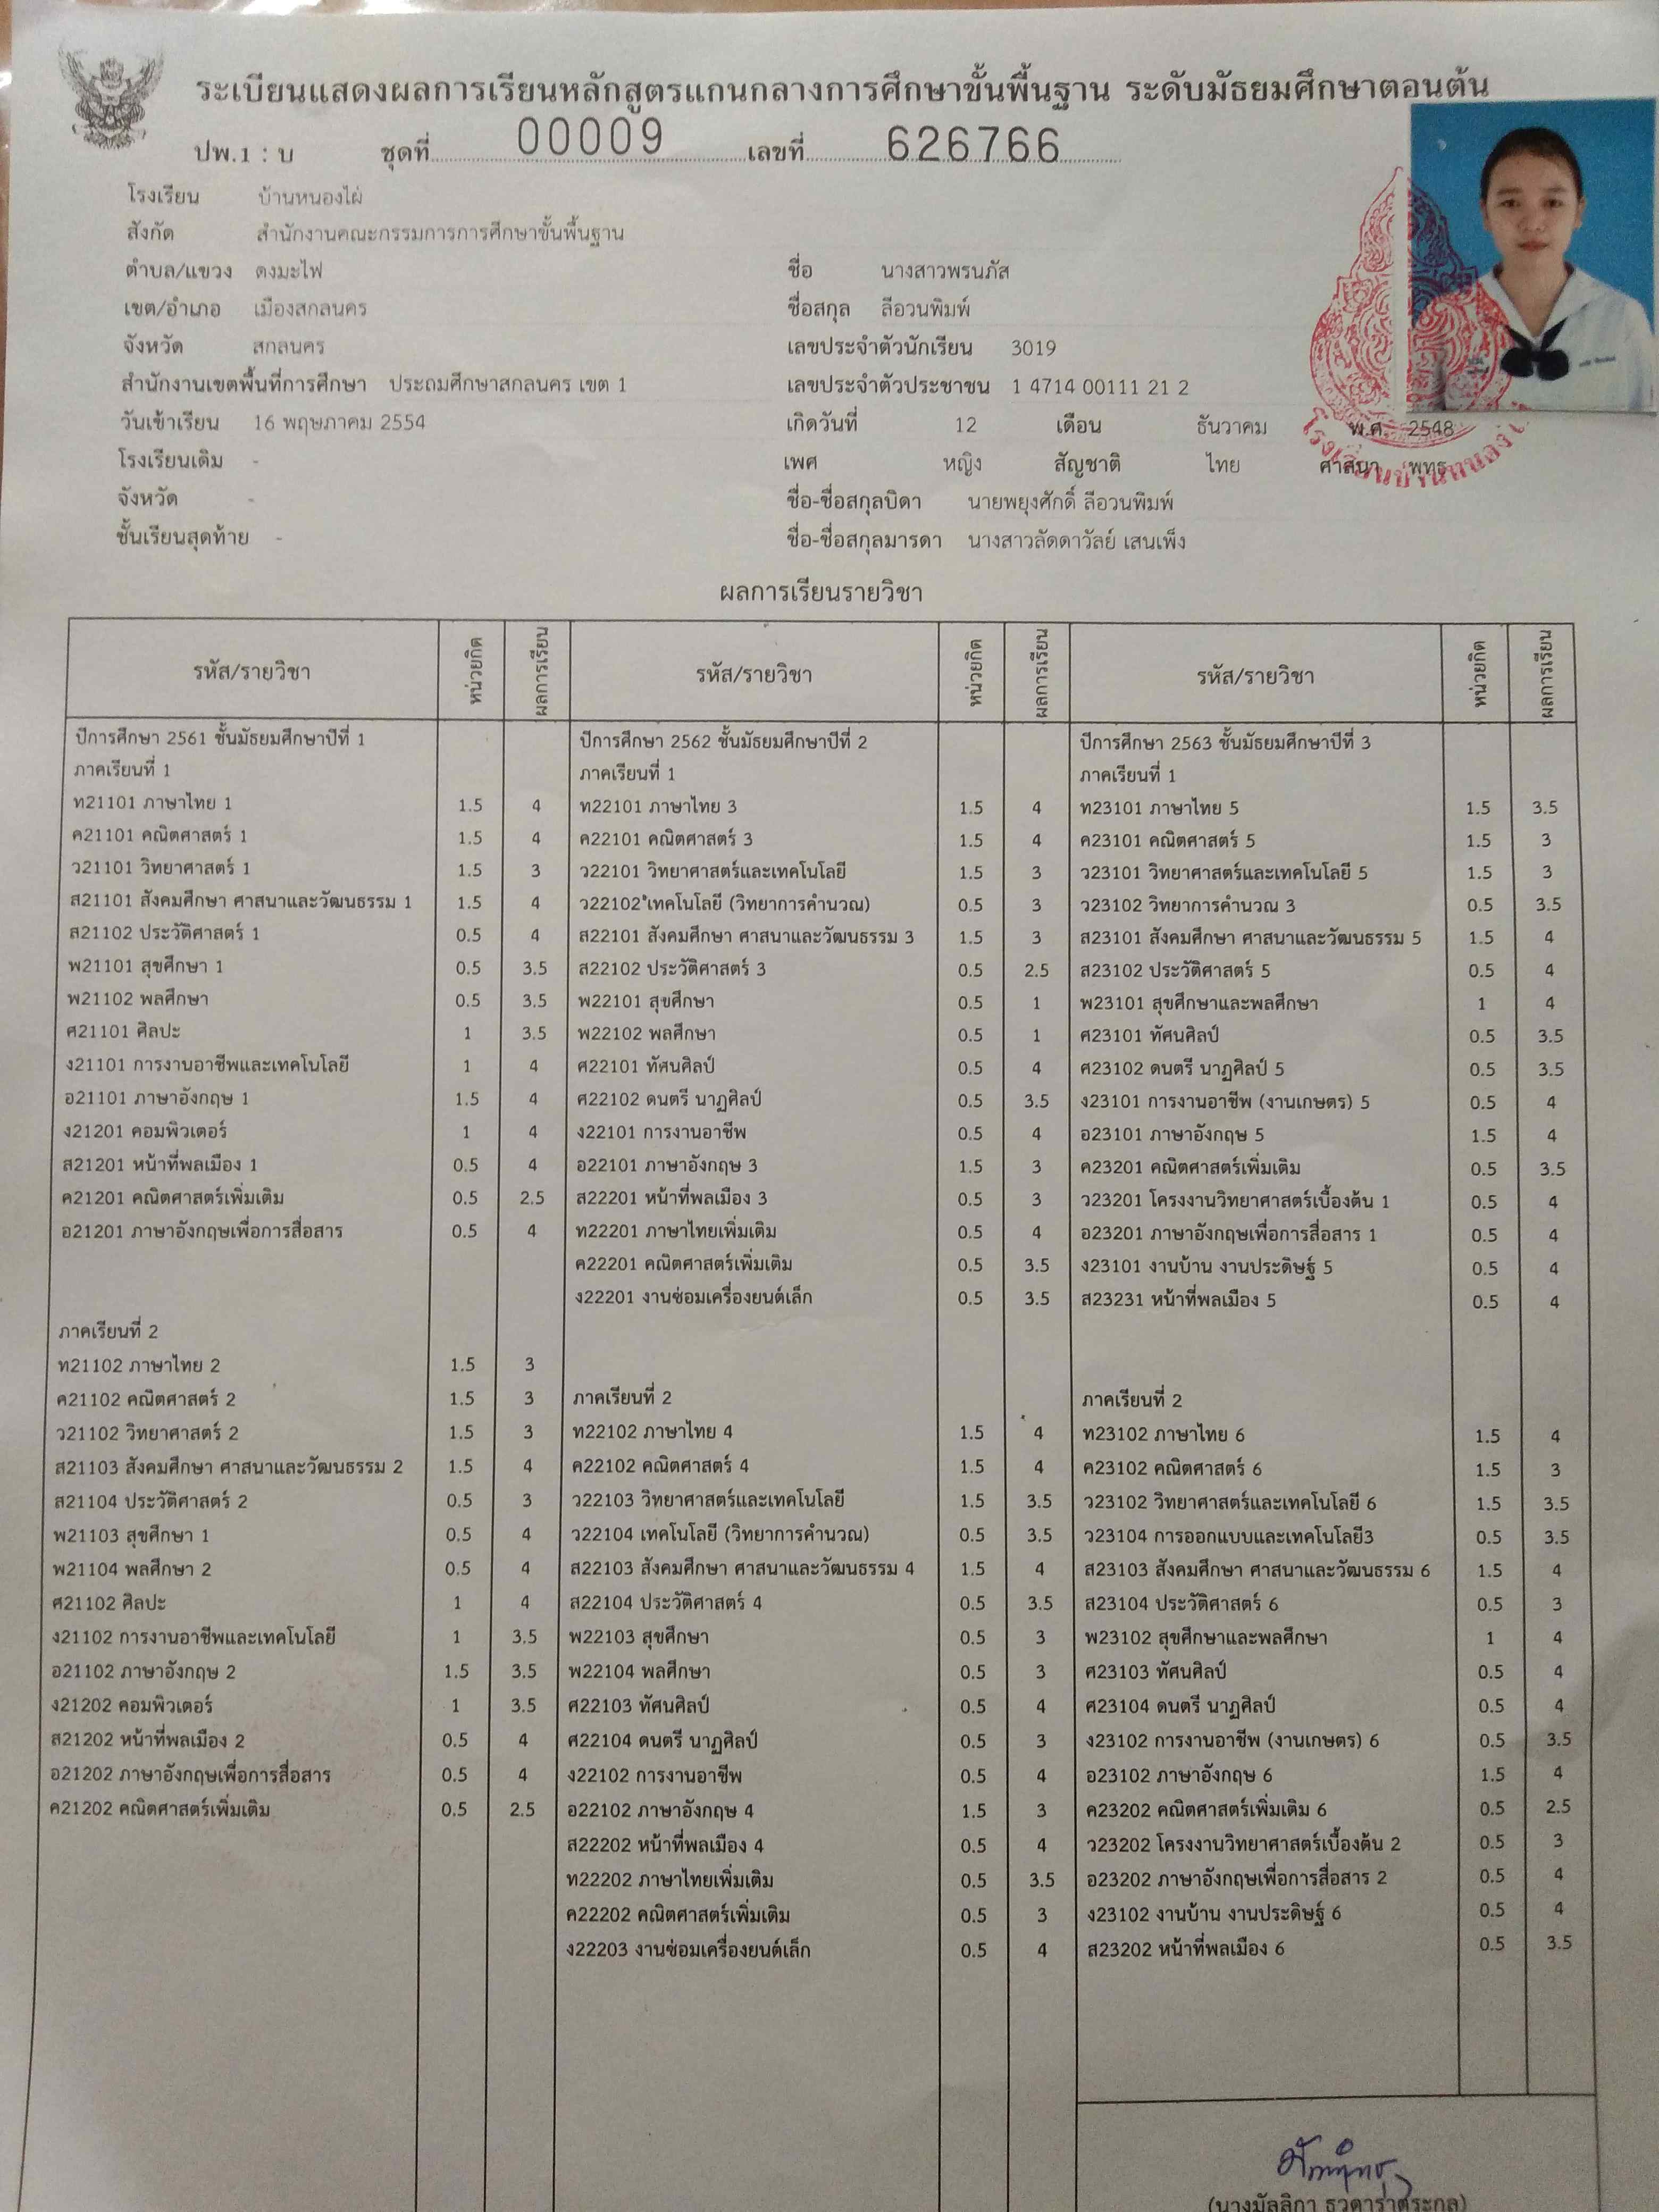 ระเบียนแสดงผลการเรียนหลักสูตรแกนกลางการศึกษาขั้นพื้นฐาน ระดับมัธยมศึกษาตอนต้น
ปพ.1 : บ ชุดที่ 00009 เลขที่ 626766
โรงเรียน บ้านหนองไผ่
สังกัด สำนักงานคณะกรรมการการศึกษาขั้นพื้นฐาน
ตำบล/แขวง ดงมะไฟ
เขต/อำเภอ เมืองสกลนคร
จังหวัด สกลนคร
สำนักงานเขตพื้นที่การศึกษา ประถมศึกษาสกลนคร เขต 1
วันเข้าเรียน 16 พฤษภาคม 2554
โรงเรียนเดิม -
จังหวัด -
ชั้นเรียนสุดท้าย -
ชื่อ นางสาวพรนภัส
ชื่อสกุล ลีอวนพิมพ์
เลขประจำตัวนักเรียน 3019
เลขประจำตัวประชาชน 1 4714 00111 21 2
เกิดวันที่ 12 เดือน ธันวาคม พ.ศ. 2548
เพศ หญิง สัญชาติ ไทย ศาสนา พุทธ
ชื่อ-ชื่อสกุลบิดา นายพยุงศักดิ์ ลีอวนพิมพ์
ชื่อ-ชื่อสกุลมารดา นางสาวลัดดาวัลย์ เสนเพ็ง
ผลการเรียนรายวิชา
รหัส/รายวิชา หน่วยกิต ผลการเรียน
ปีการศึกษา 2561 ชั้นมัธยมศึกษาปีที่ 1
ภาคเรียนที่ 1
ท21101 ภาษาไทย 1 1.5 4
ค21101 คณิตศาสตร์ 1 1.5 4
ว21101 วิทยาศาสตร์ 1 1.5 3
ส21101 สังคมศึกษา ศาสนาและวัฒนธรรม 1 1.5 4
ส21102 ประวัติศาสตร์ 1 0.5 4
พ21101 สุขศึกษา 1 0.5 3.5
พ21102 พลศึกษา 0.5 3.5
ศ21101 ศิลปะ 1 3.5
ง21101 การงานอาชีพและเทคโนโลยี 1 4
อ21101 ภาษาอังกฤษ 1 1.5 4
ง21201 คอมพิวเตอร์ 1 4
ส21201 หน้าที่พลเมือง 1 0.5 4
ค21201 คณิตศาสตร์เพิ่มเติม 0.5 2.5
อ21201 ภาษาอังกฤษเพื่อการสื่อสาร 0.5 4
ภาคเรียนที่ 2
ท21102 ภาษาไทย 2 1.5 3
ค21102 คณิตศาสตร์ 2 1.5 3
ว21102 วิทยาศาสตร์ 2 1.5 3
ส21103 สังคมศึกษา ศาสนาและวัฒนธรรม 2 1.5 4
ส21104 ประวัติศาสตร์ 2 0.5 3
พ21103 สุขศึกษา 1 0.5 4
พ21104 พลศึกษา 2 0.5 4
ศ21102 ศิลปะ 1 4
ง21102 การงานอาชีพและเทคโนโลยี 1 3.5
อ21102 ภาษาอังกฤษ 2 1.5 3.5
ง21202 คอมพิวเตอร์ 1 3.5
ส21202 หน้าที่พลเมือง 2 0.5 4
อ21202 ภาษาอังกฤษเพื่อการสื่อสาร 0.5 4
ค21202 คณิตศาสตร์เพิ่มเติม 0.5 2.5
รหัส/รายวิชา หน่วยกิต ผลการเรียน
ปีการศึกษา 2562 ชั้นมัธยมศึกษาปีที่ 2
ภาคเรียนที่ 1
ท22101 ภาษาไทย 3 1.5 4
ค22101 คณิตศาสตร์ 3 1.5 4
ว22101 วิทยาศาสตร์และเทคโนโลยี 1.5 3
ว22102 เทคโนโลยี (วิทยาการคำนวณ) 0.5 3
ส22101 สังคมศึกษา ศาสนาและวัฒนธรรม 3 1.5 3
ส22102 ประวัติศาสตร์ 3 0.5 2.5
พ22101 สุขศึกษา 0.5 1
พ22102 พลศึกษา 0.5 1
ศ22101 ทัศนศิลป์ 0.5 4
ศ22102 ดนตรี นาฏศิลป์ 0.5 3.5
ง22101 การงานอาชีพ 0.5 4
อ22101 ภาษาอังกฤษ 3 1.5 3
ส22201 หน้าที่พลเมือง 3 0.5 3
ท22201 ภาษาไทยเพิ่มเติม 0.5 4
ค22201 คณิตศาสตร์เพิ่มเติม 0.5 3.5
ง22201 งานซ่อมเครื่องยนต์เล็ก 0.5 3.5
ภาคเรียนที่ 2
ท22102 ภาษาไทย 4 1.5 4
ค22102 คณิตศาสตร์ 4 1.5 4
ว22103 วิทยาศาสตร์และเทคโนโลยี 1.5 3.5
ว22104 เทคโนโลยี (วิทยาการคำนวณ) 0.5 3.5
ส22103 สังคมศึกษา ศาสนาและวัฒนธรรม 4 1.5 4
ส22104 ประวัติศาสตร์ 4 0.5 3.5
พ22103 สุขศึกษา 0.5 3
พ22104 พลศึกษา 0.5 3
ศ22103 ทัศนศิลป์ 0.5 4
ศ22104 ดนตรี นาฏศิลป์ 0.5 3
ง22102 การงานอาชีพ 0.5 4
อ22102 ภาษาอังกฤษ 4 1.5 3
ส22202 หน้าที่พลเมือง 4 0.5 4
ท22202 ภาษาไทยเพิ่มเติม 0.5 3.5
ค22202 คณิตศาสตร์เพิ่มเติม 0.5 3
ง22203 งานซ่อมเครื่องยนต์เล็ก 0.5 4
รหัส/รายวิชา หน่วยกิต ผลการเรียน
ปีการศึกษา 2563 ชั้นมัธยมศึกษาปีที่ 3
ภาคเรียนที่ 1
ท23101 ภาษาไทย 5 1.5 3.5
ค23101 คณิตศาสตร์ 5 1.5 3
ว23101 วิทยาศาสตร์และเทคโนโลยี 5 1.5 3
ว23102 วิทยาการคำนวณ 3 0.5 3.5
ส23101 สังคมศึกษา ศาสนาและวัฒนธรรม 5 1.5 4
ส23102 ประวัติศาสตร์ 5 0.5 4
พ23101 สุขศึกษาและพลศึกษา 1 4
ศ23101 ทัศนศิลป์ 0.5 3.5
ศ23102 ดนตรี นาฏศิลป์ 5 0.5 3.5
ง23101 การงานอาชีพ (งานเกษตร) 5 0.5 4
อ23101 ภาษาอังกฤษ 5 1.5 4
ค23201 คณิตศาสตร์เพิ่มเติม 0.5 3.5
ว23201 โครงงานวิทยาศาสตร์เบื้องต้น 1 0.5 4
อ23201 ภาษาอังกฤษเพื่อการสื่อสาร 1 0.5 4
ง23101 งานบ้าน งานประดิษฐ์ 5 0.5 4
ส23231 หน้าที่พลเมือง 5 0.5 4
ภาคเรียนที่ 2
ท23102 ภาษาไทย 6 1.5 4
ค23102 คณิตศาสตร์ 6 1.5 3
ว23102 วิทยาศาสตร์และเทคโนโลยี 6 1.5 3.5
ว23104 การออกแบบและเทคโนโลยี3 0.5 3.5
ส23103 สังคมศึกษา ศาสนาและวัฒนธรรม 6 1.5 4
ส23104 ประวัติศาสตร์ 6 0.5 3
พ23102 สุขศึกษาและพลศึกษา 1 4
ศ23103 ทัศนศิลป์ 0.5 4
ศ23104 ดนตรี นาฏศิลป์ 0.5 4
ง23102 การงานอาชีพ (งานเกษตร) 6 0.5 3.5
อ23102 ภาษาอังกฤษ 6 1.5 4
ค23202 คณิตศาสตร์เพิ่มเติม 6 0.5 2.5
ว23202 โครงงานวิทยาศาสตร์เบื้องต้น 2 0.5 3
อ23202 ภาษาอังกฤษเพื่อการสื่อสาร 2 0.5 4
ง23102 งานบ้าน งานประดิษฐ์ 6 0.5 4
ส23202 หน้าที่พลเมือง 6 0.5 3.5